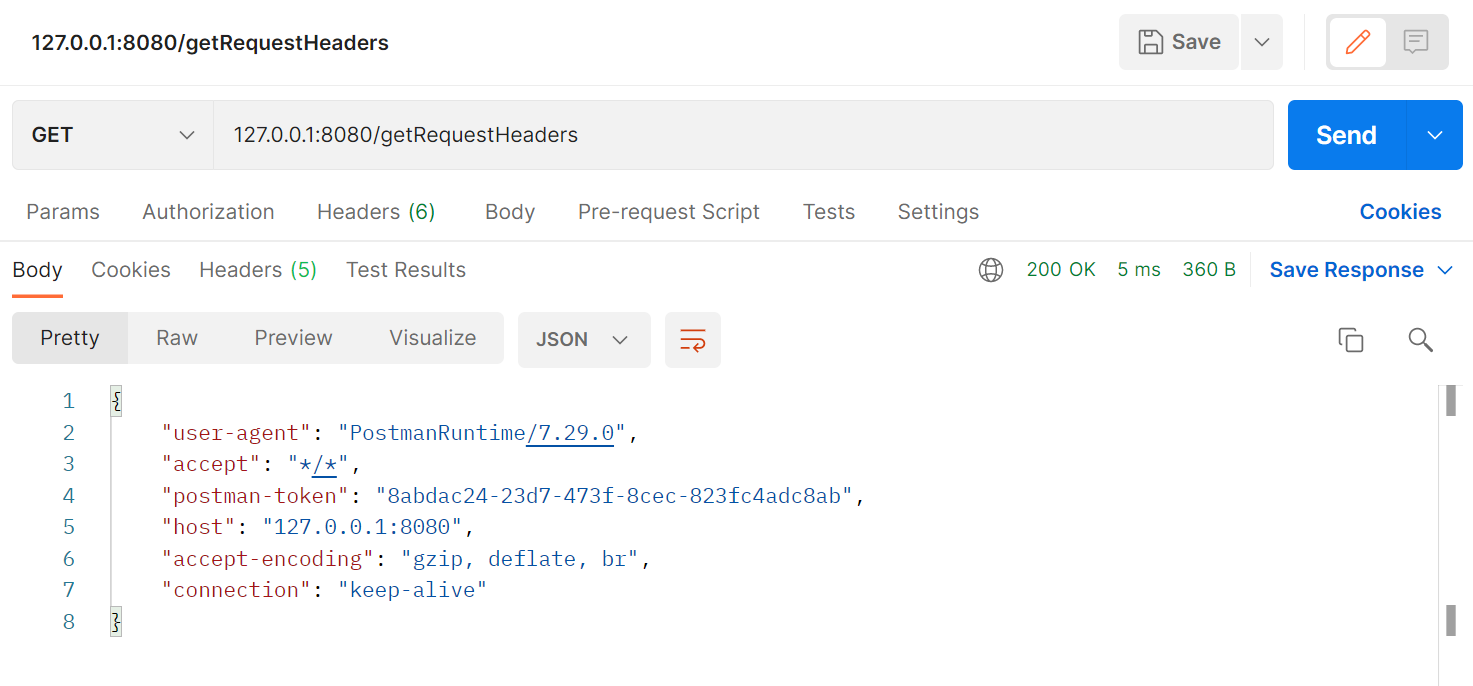 127.0.0.1:8080/getRequestHeaders Save
GET 127.0.0.1:8080/getRequestHeaders Send
Params Authorization Headers (6) Body Pre-request Script Tests Settings Cookies
Body Cookies Headers (5) Test Results 200 OK 5 ms 360 B Save Response
Pretty Raw Preview Visualize JSON
1 {
2 "user-agent": "PostmanRuntime/7.29.0",
3 "accept": "*/*",
4 "postman-token": "8abdac24-23d7-473f-8cec-823fc4adc8ab",
5 "host": "127.0.0.1:8080",
6 "accept-encoding": "gzip, deflate, br",
7 "connection": "keep-alive"
8 }